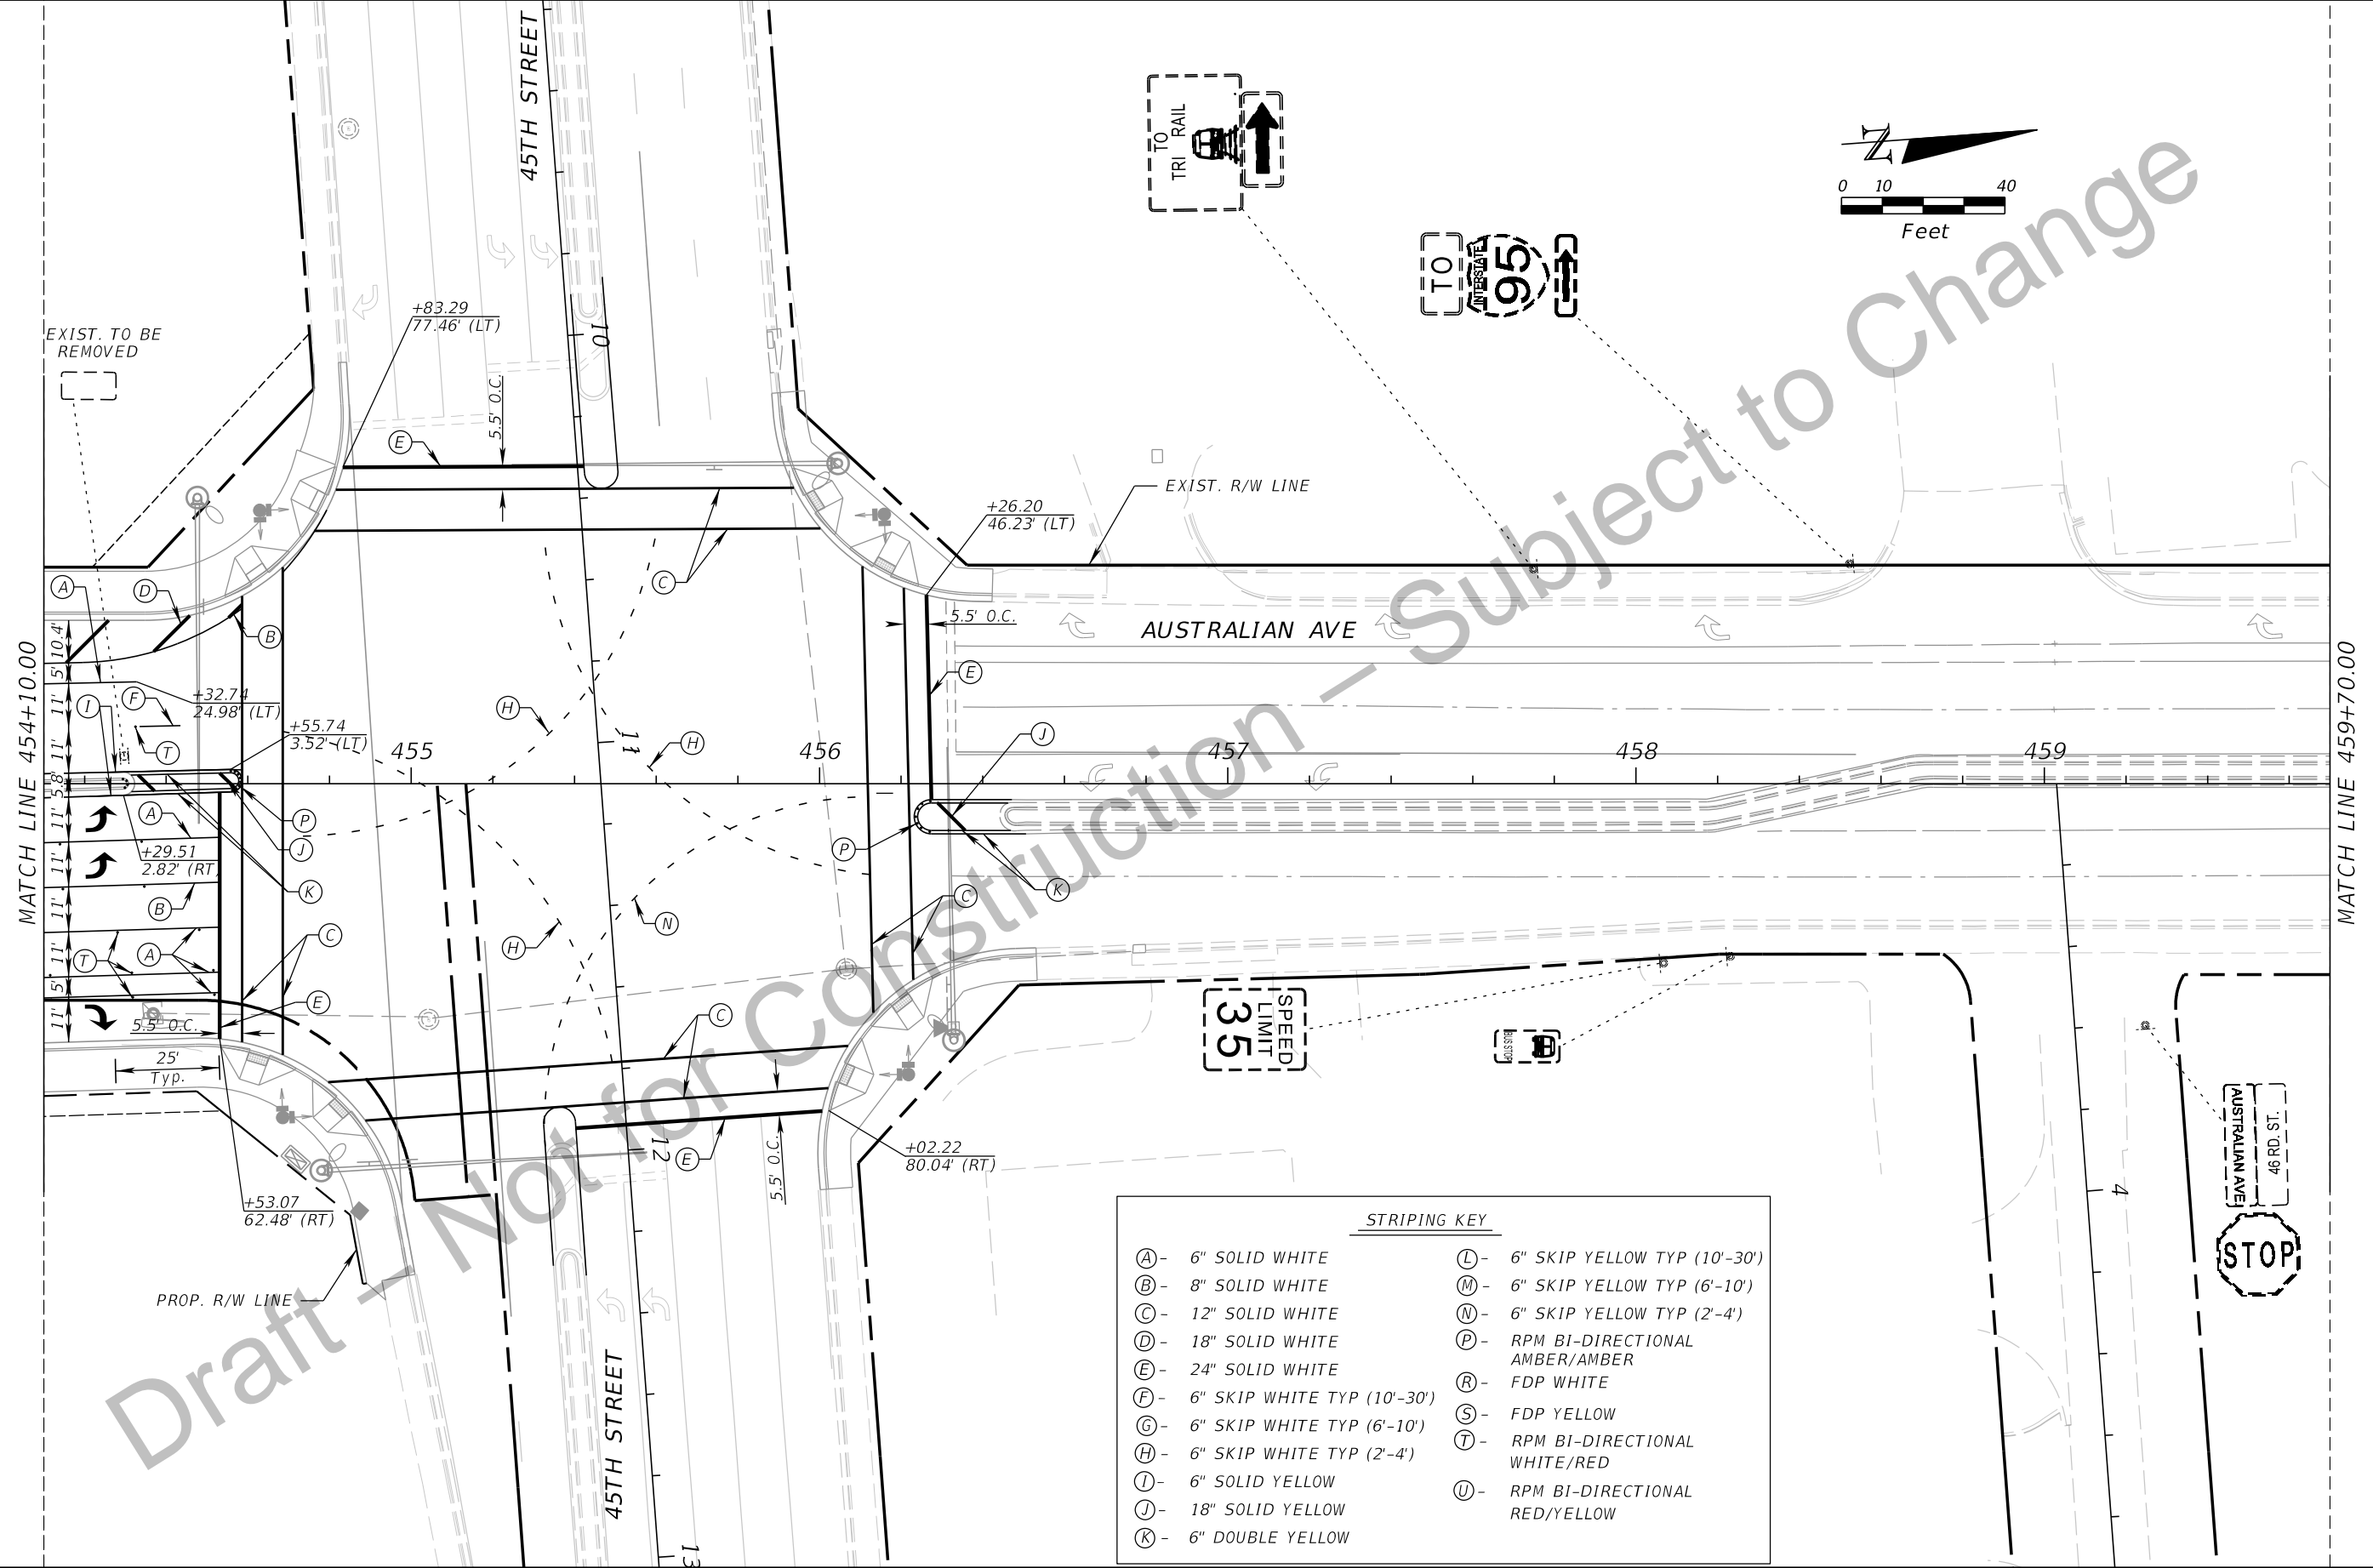 45TH STREET
TO
TRI RAIL
TO
INTERSTATE
95
N
0 10 40
Feet
EXIST. TO BE
REMOVED
+83.29
77.46' (LT)
10
5.5' O.C.
E
EXIST. R/W LINE
+26.20
46.23' (LT)
C
A
D
B
5.5' O.C.
AUSTRALIAN AVE
E
10.4'
5'
11'
11'
5.8'
11'
11'
11'
11'
5'
11'
MATCH LINE 454+10.00
MATCH LINE 459+70.00
I
F
+32.74
24.98' (LT)
T
+55.74
3.52' (LT)
H
H
11
J
455
456
457
458
459
A
P
J
P
+29.51
2.82' (RT)
K
K
B
C
H
N
C
T
A
E
5.5' O.C.
25'
Typ.
C
SPEED
LIMIT
35
BUS STOP
E
12
5.5' O.C.
+02.22
80.04' (RT)
+53.07
62.48' (RT)
PROP. R/W LINE
4
AUSTRALIAN AVE
46 RD. ST.
STOP
45TH STREET
13
STRIPING KEY
A - 6" SOLID WHITE
B - 8" SOLID WHITE
C - 12" SOLID WHITE
D - 18" SOLID WHITE
E - 24" SOLID WHITE
F - 6" SKIP WHITE TYP (10'-30')
G - 6" SKIP WHITE TYP (6'-10')
H - 6" SKIP WHITE TYP (2'-4')
I - 6" SOLID YELLOW
J - 18" SOLID YELLOW
K - 6" DOUBLE YELLOW
L - 6" SKIP YELLOW TYP (10'-30')
M - 6" SKIP YELLOW TYP (6'-10')
N - 6" SKIP YELLOW TYP (2'-4')
P - RPM BI-DIRECTIONAL
AMBER/AMBER
R - FDP WHITE
S - FDP YELLOW
T - RPM BI-DIRECTIONAL
WHITE/RED
U - RPM BI-DIRECTIONAL
RED/YELLOW
Draft – Not for Construction – Subject to Change